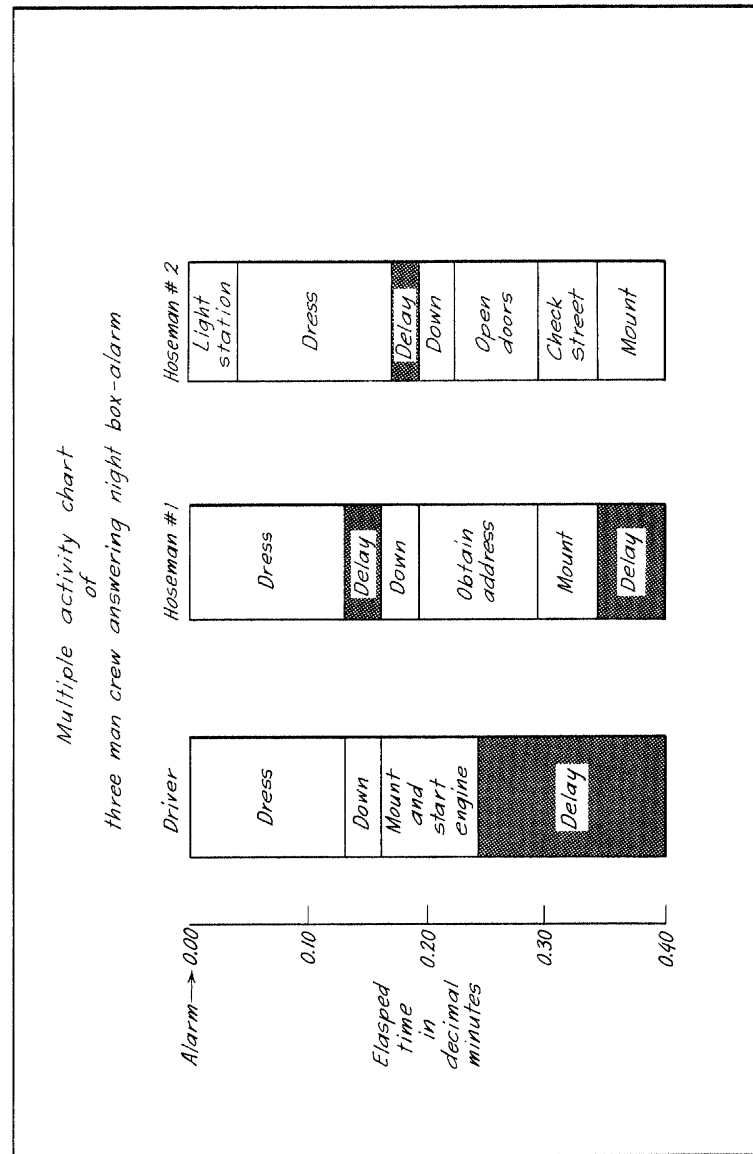 Multiple activity chart
of
three man crew answering night box-alarm
Driver
Hoseman #1
Hoseman # 2
Alarm→ 0.00
0.10
0.20
0.30
0.40
Elasped
time
in
decimal
minutes
Dress
Down
Mount
and
start
engine
Delay
Dress
Delay
Down
Obtain
address
Mount
Delay
Light
station
Dress
Delay
Down
Open
doors
Check
street
Mount